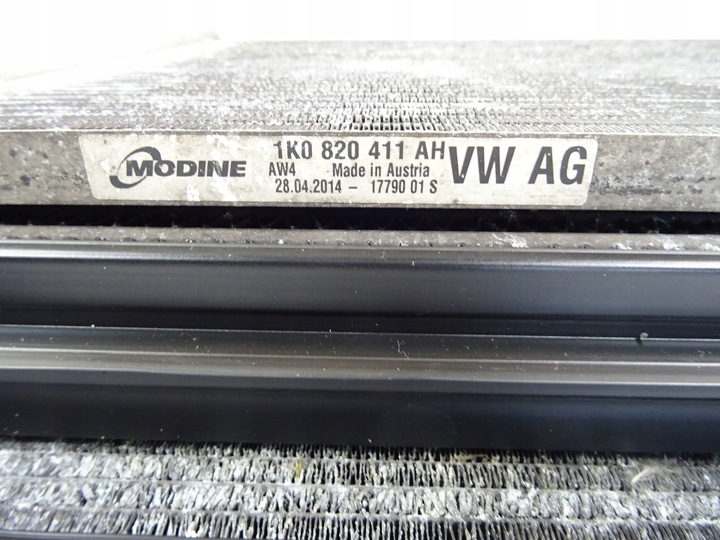 MODINE
1K0 820 411 AH
AW4 Made in Austria
28.04.2014 – 17790 01 S
VW AG